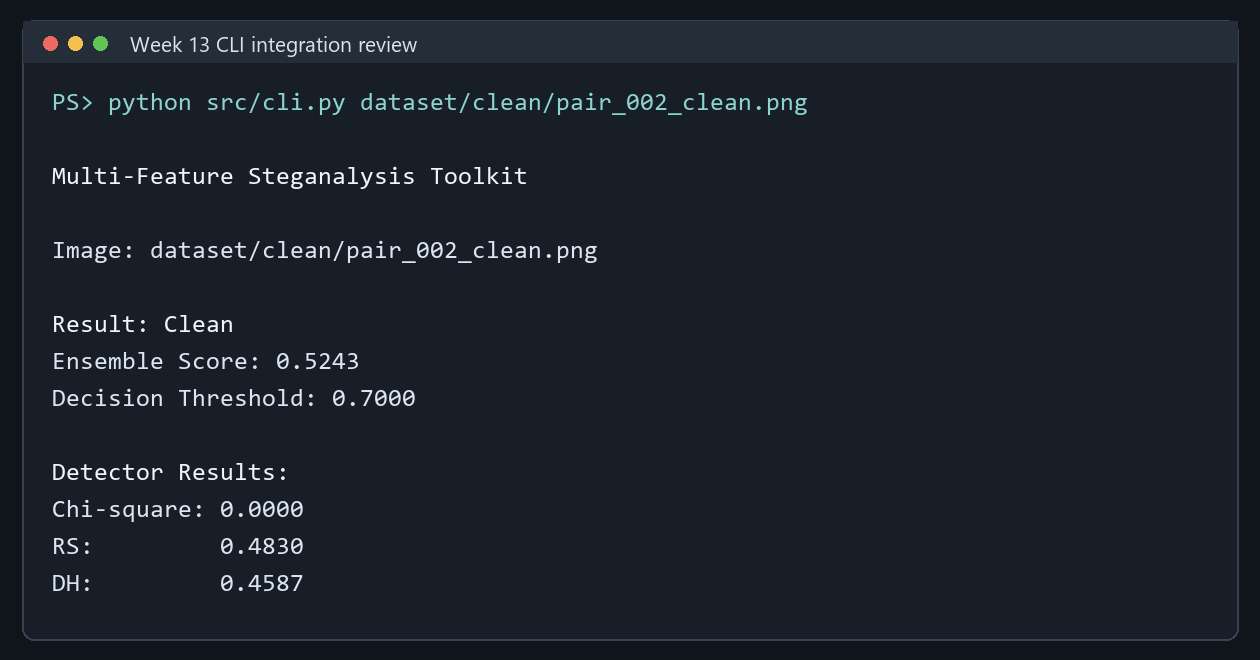 Week 13 CLI integration review
PS> python src/cli.py dataset/clean/pair_002_clean.png
Multi-Feature Steganalysis Toolkit
Image: dataset/clean/pair_002_clean.png
Result: Clean
Ensemble Score: 0.5243
Decision Threshold: 0.7000
Detector Results:
Chi-square: 0.0000
RS:         0.4830
DH:         0.4587